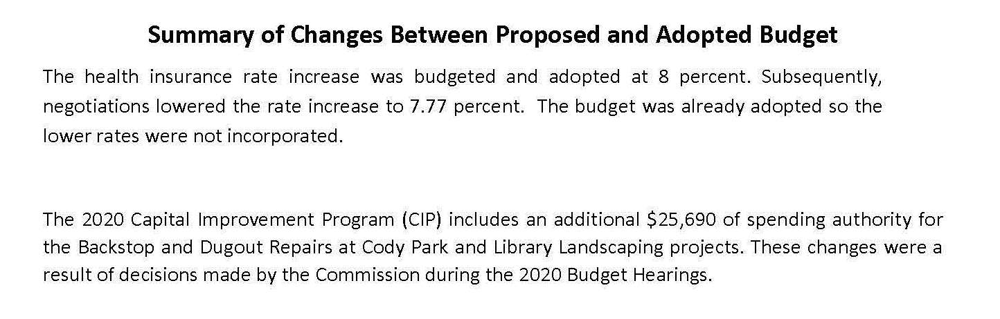 Summary of Changes Between Proposed and Adopted Budget
The health insurance rate increase was budgeted and adopted at 8 percent. Subsequently,
negotiations lowered the rate increase to 7.77 percent.  The budget was already adopted so the
lower rates were not incorporated.
The 2020 Capital Improvement Program (CIP) includes an additional $25,690 of spending authority for
the Backstop and Dugout Repairs at Cody Park and Library Landscaping projects. These changes were a
result of decisions made by the Commission during the 2020 Budget Hearings.